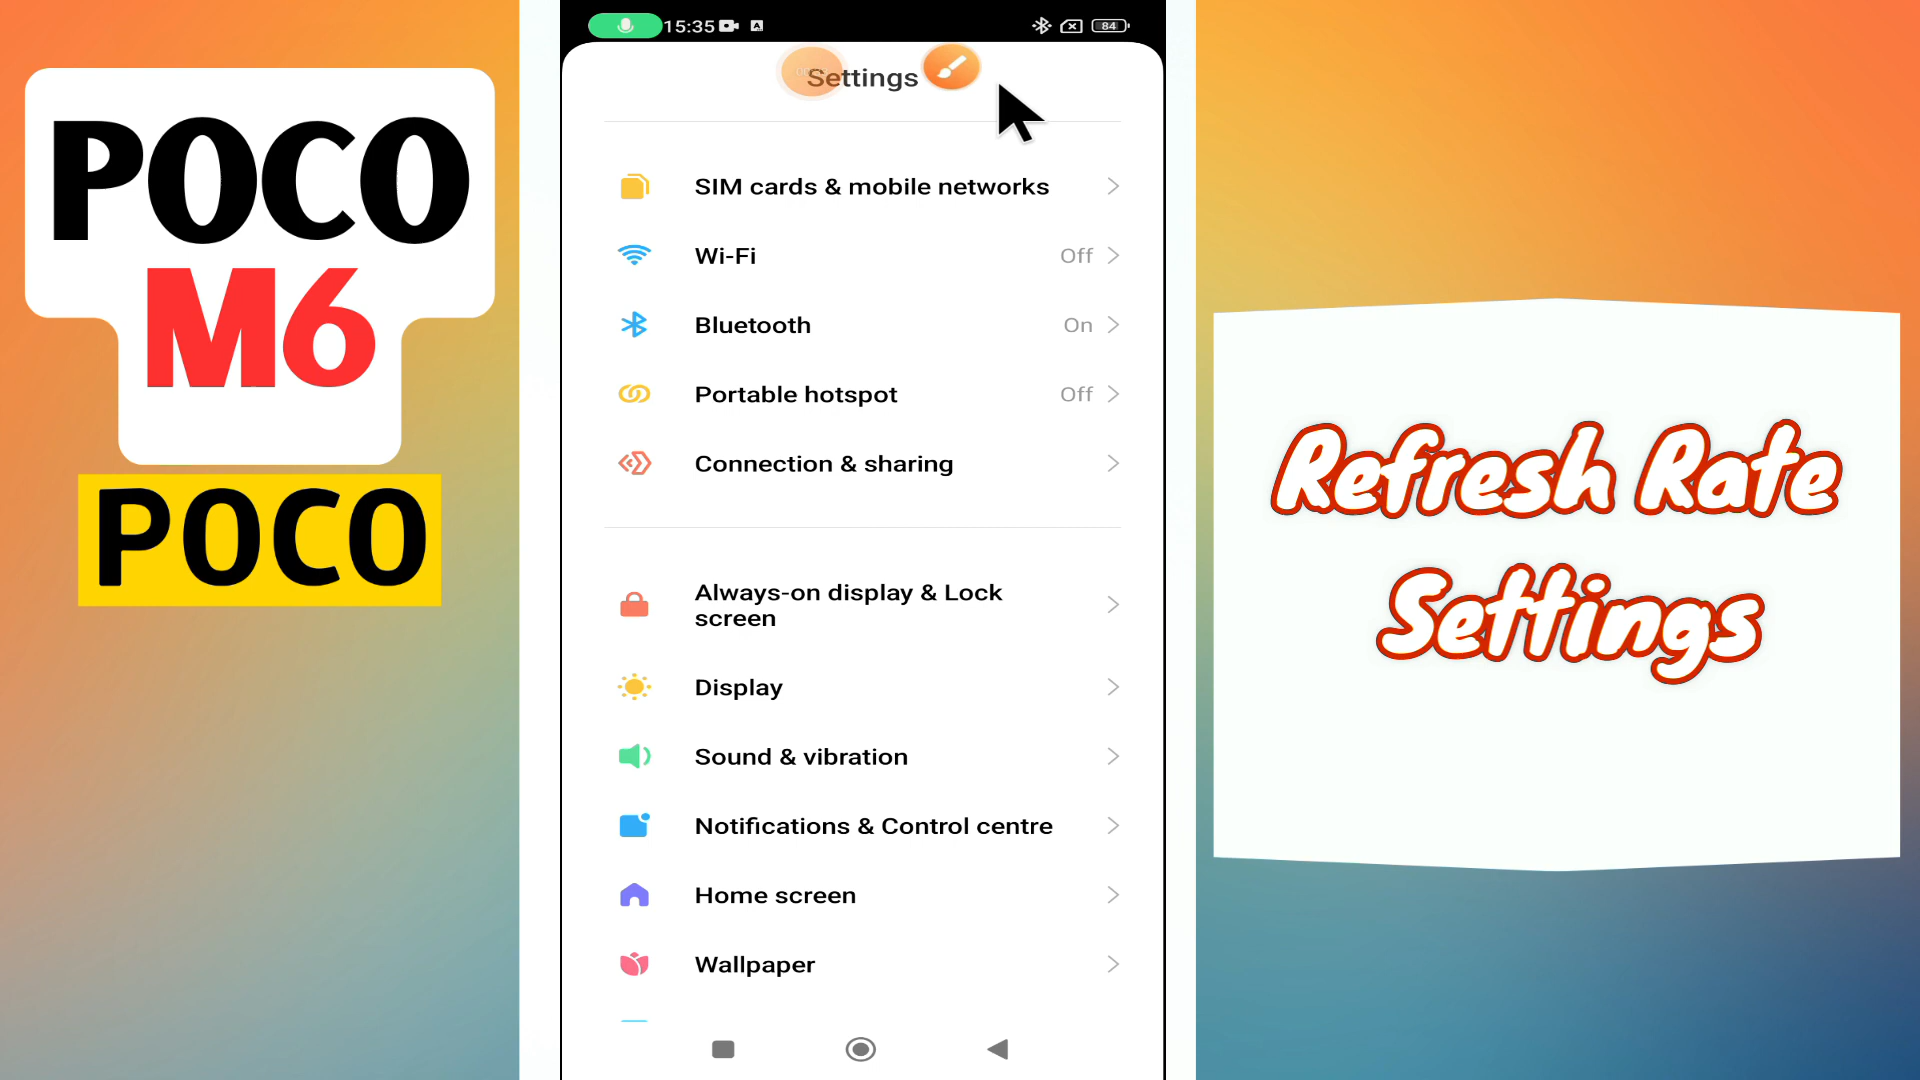 POCO
M6
POCO
15:35
84
Settings
SIM cards & mobile networks
Wi-Fi Off
Bluetooth On
Portable hotspot Off
Connection & sharing
Always-on display & Lock
screen
Display
Sound & vibration
Notifications & Control centre
Home screen
Wallpaper
Refresh Rate
Settings